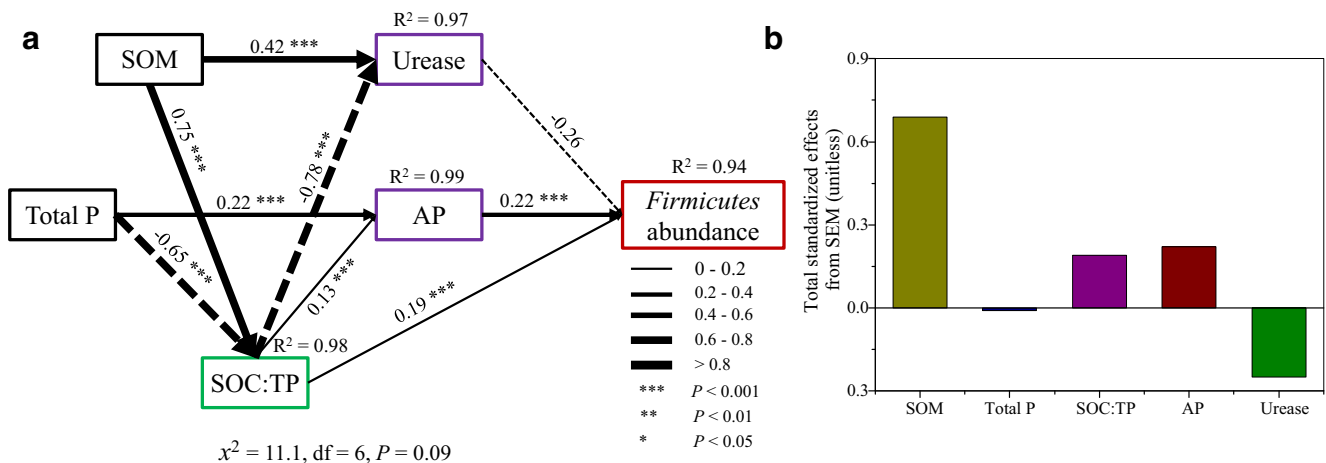 a
SOM
0.42 ***
R² = 0.97
Urease
0.75 ***
-0.78 ***
-0.26
Total P
0.22 ***
R² = 0.99
AP
0.22 ***
R² = 0.94
Firmicutes
abundance
-0.65 ***
0.13 ***
0.19 ***
R² = 0.98
SOC:TP
0 - 0.2
0.2 - 0.4
0.4 - 0.6
0.6 - 0.8
> 0.8
*** P < 0.001
** P < 0.01
* P < 0.05
x² = 11.1, df = 6, P = 0.09
b
Total standardized effects
from SEM (unitless)
0.9
0.6
0.3
0.0
0.3
SOM
Total P
SOC:TP
AP
Urease